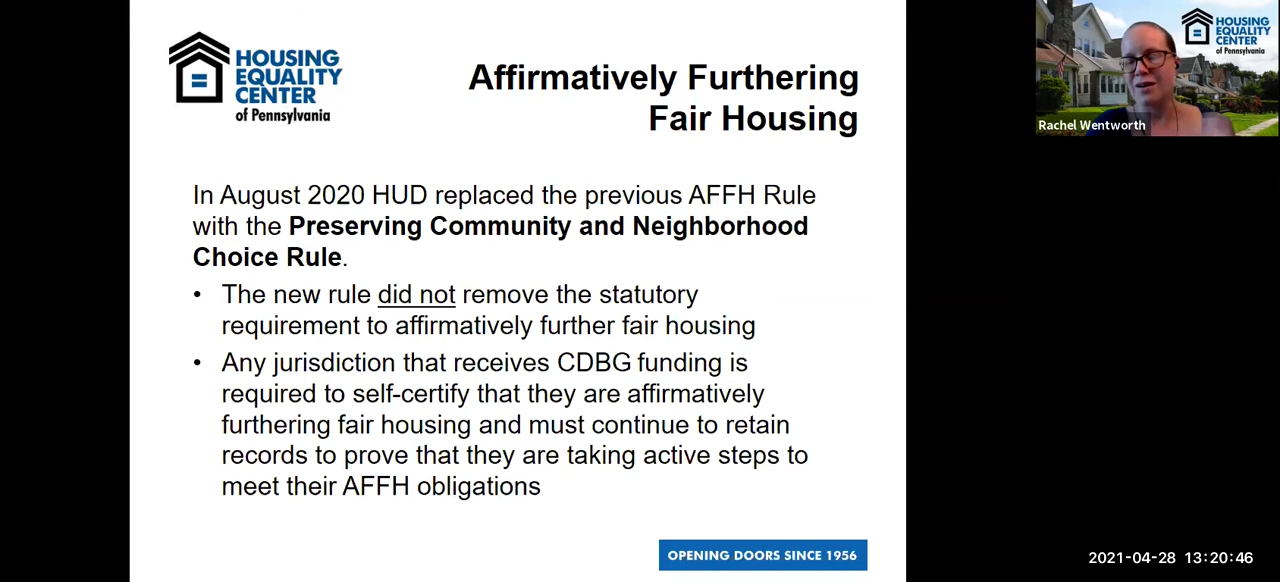 HOUSING
EQUALITY
CENTER
of Pennsylvania
Affirmatively Furthering
Fair Housing
In August 2020 HUD replaced the previous AFFH Rule
with the Preserving Community and Neighborhood
Choice Rule.
• The new rule did not remove the statutory
requirement to affirmatively further fair housing
• Any jurisdiction that receives CDBG funding is
required to self-certify that they are affirmatively
furthering fair housing and must continue to retain
records to prove that they are taking active steps to
meet their AFFH obligations
OPENING DOORS SINCE 1956
HOUSING
EQUALITY
CENTER
of Pennsylvania
Rachel Wentworth
2021-04-28 13:20:46